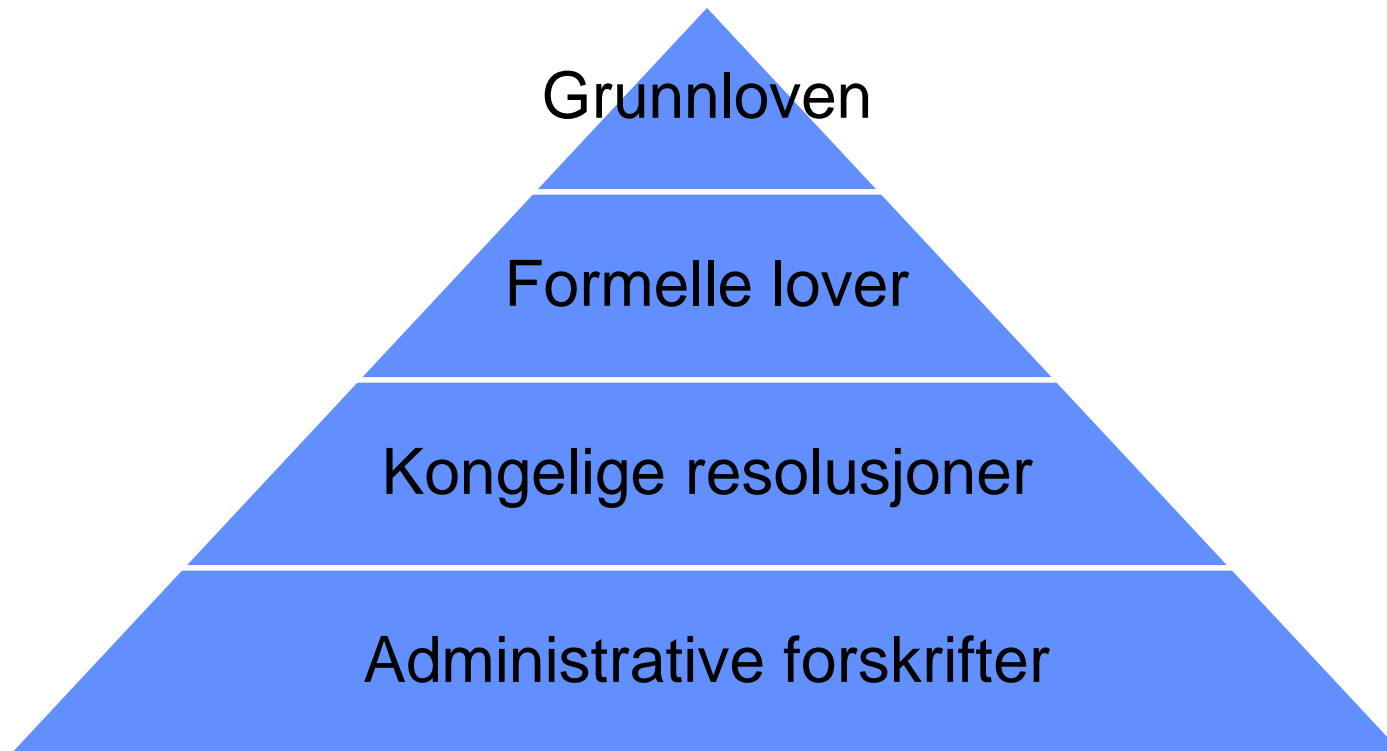 Grunnloven
Formelle lover
Kongelige resolusjoner
Administrative forskrifter